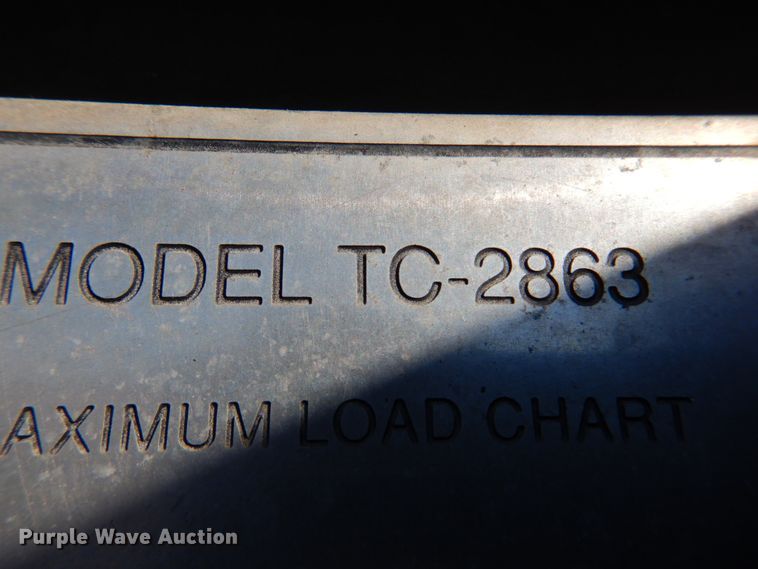 MODEL TC-2863
AXIMUM LOAD CHART
Purple Wave Auction